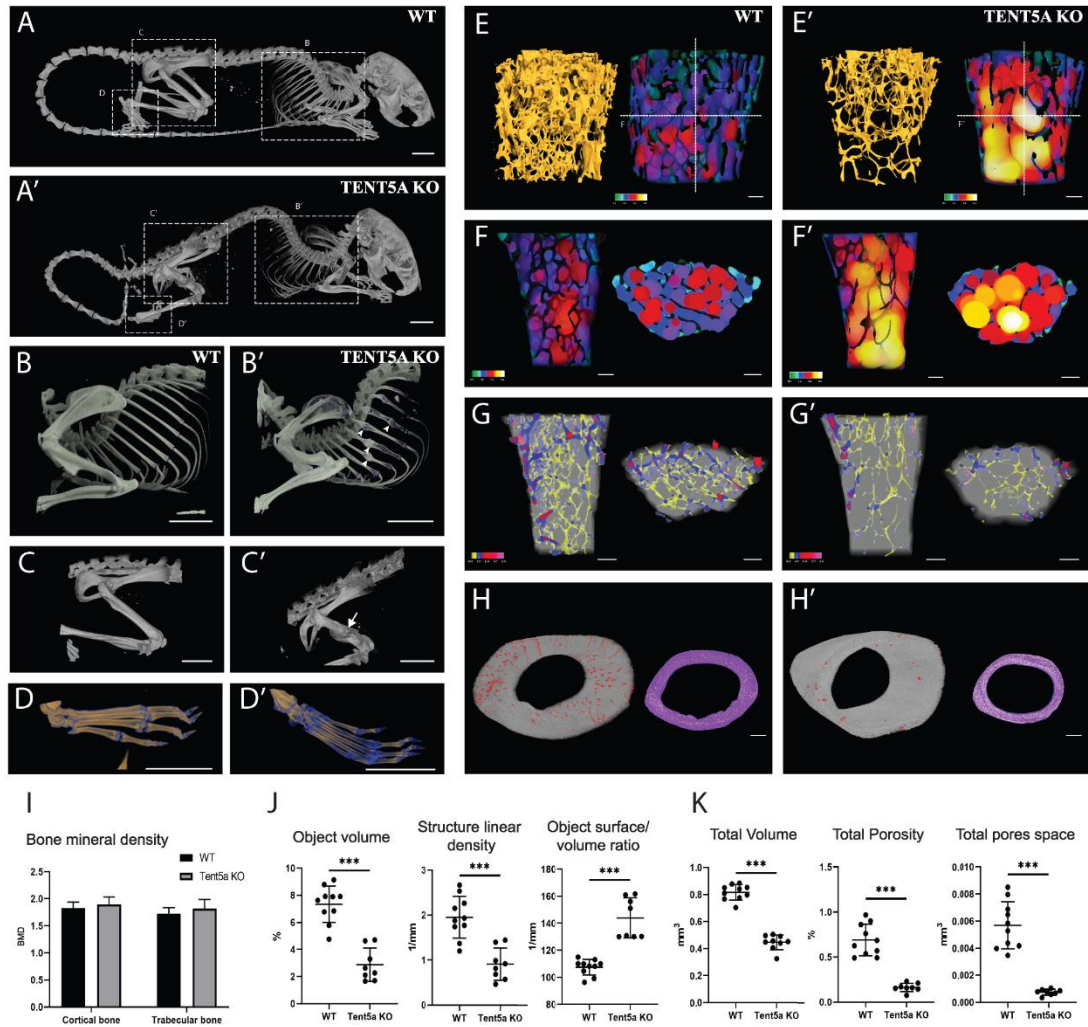 A
WT
C
B
D
A′
TENT5A KO
C′
B′
D′
B
WT
B′
TENT5A KO
C
C′
D
D′
E
WT
F
E′
TENT5A KO
F′
F
F′
G
G′
H
H′
I
Bone mineral density
WT
Tent5a KO
BMD
2.5
2.0
1.5
1.0
0.5
0.0
Cortical bone
Trabecular bone
J
Object volume
***
%
10
8
6
4
2
0
WT Tent5a KO
Structure linear
density
***
1/mm
3
2
1
0
WT Tent5a KO
Object surface/
volume ratio
***
1/mm
180
160
140
120
100
80
WT Tent5a KO
K
Total Volume
***
mm³
1.0
0.8
0.6
0.4
0.2
0.0
WT Tent5a KO
Total Porosity
***
%
1.5
1.0
0.5
0.0
WT Tent5a KO
Total pores space
***
mm³
0.010
0.008
0.006
0.004
0.002
0.000
WT Tent5a KO